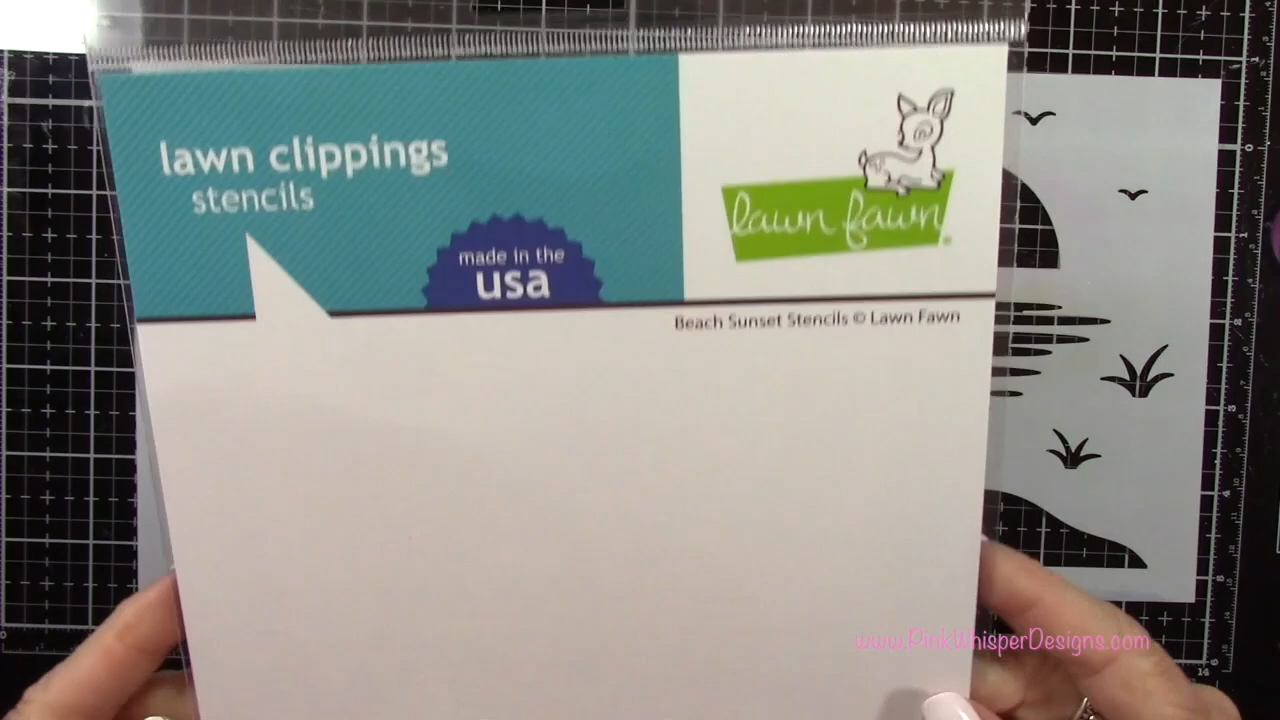 lawn clippings
stencils
made in the
usa
lawn fawn
Beach Sunset Stencils © Lawn Fawn
www.PinkWhisperDesigns.com